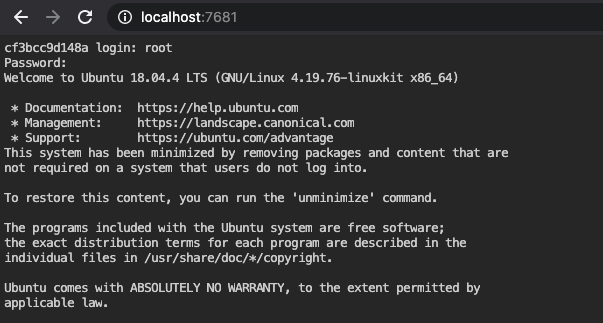 localhost:7681
cf3bcc9d148a login: root
Password:
Welcome to Ubuntu 18.04.4 LTS (GNU/Linux 4.19.76-linuxkit x86_64)
* Documentation: https://help.ubuntu.com
* Management: https://landscape.canonical.com
* Support: https://ubuntu.com/advantage
This system has been minimized by removing packages and content that are
not required on a system that users do not log into.
To restore this content, you can run the 'unminimize' command.
The programs included with the Ubuntu system are free software;
the exact distribution terms for each program are described in the
individual files in /usr/share/doc/*/copyright.
Ubuntu comes with ABSOLUTELY NO WARRANTY, to the extent permitted by
applicable law.